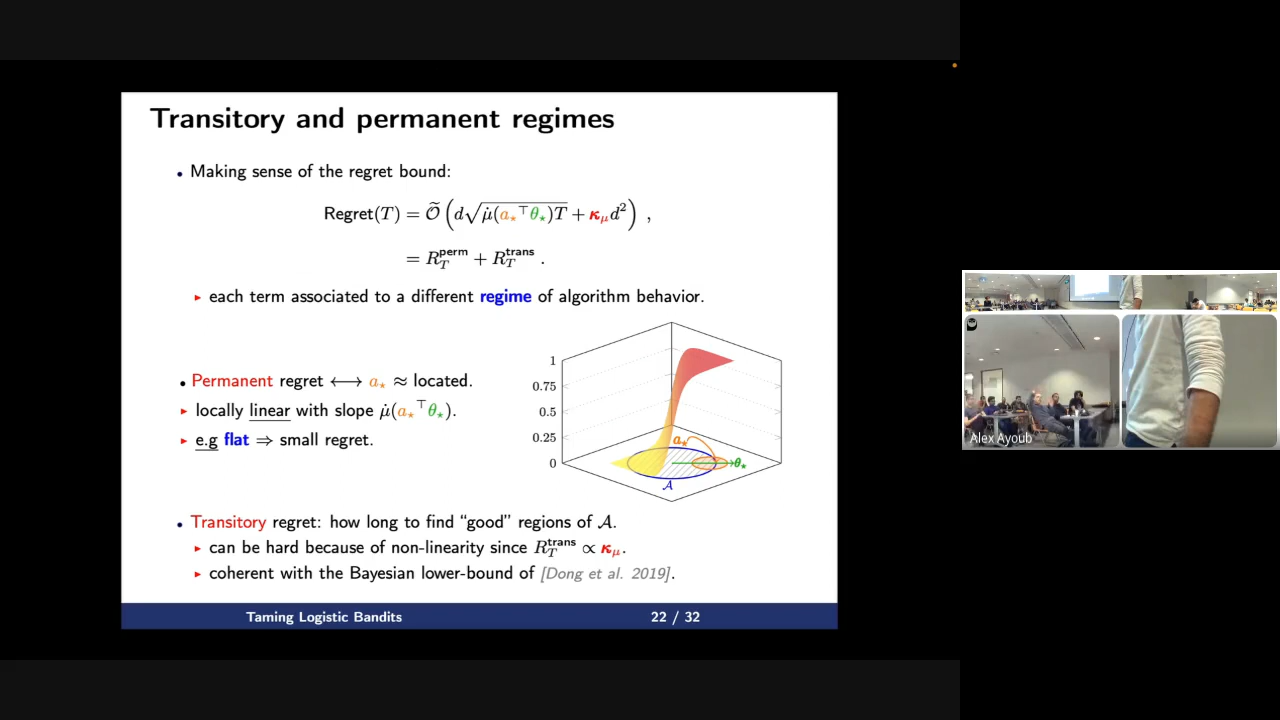 Transitory and permanent regimes
• Making sense of the regret bound:
Regret(T) = Õ(d√(μ̇(a⋆ᵀθ⋆)T) + κ_μ d²) ,
= R_T^perm + R_T^trans .
▸ each term associated to a different regime of algorithm behavior.
• Permanent regret ⟷ a⋆ ≈ located.
▸ locally linear with slope μ̇(a⋆ᵀθ⋆).
▸ e.g flat ⇒ small regret.
1
0.75
0.5
0.25
0
a⋆
θ⋆
𝒜
• Transitory regret: how long to find “good” regions of 𝒜.
▸ can be hard because of non-linearity since R_T^trans ∝ κ_μ.
▸ coherent with the Bayesian lower-bound of [Dong et al. 2019].
Taming Logistic Bandits
22 / 32
Alex Ayoub